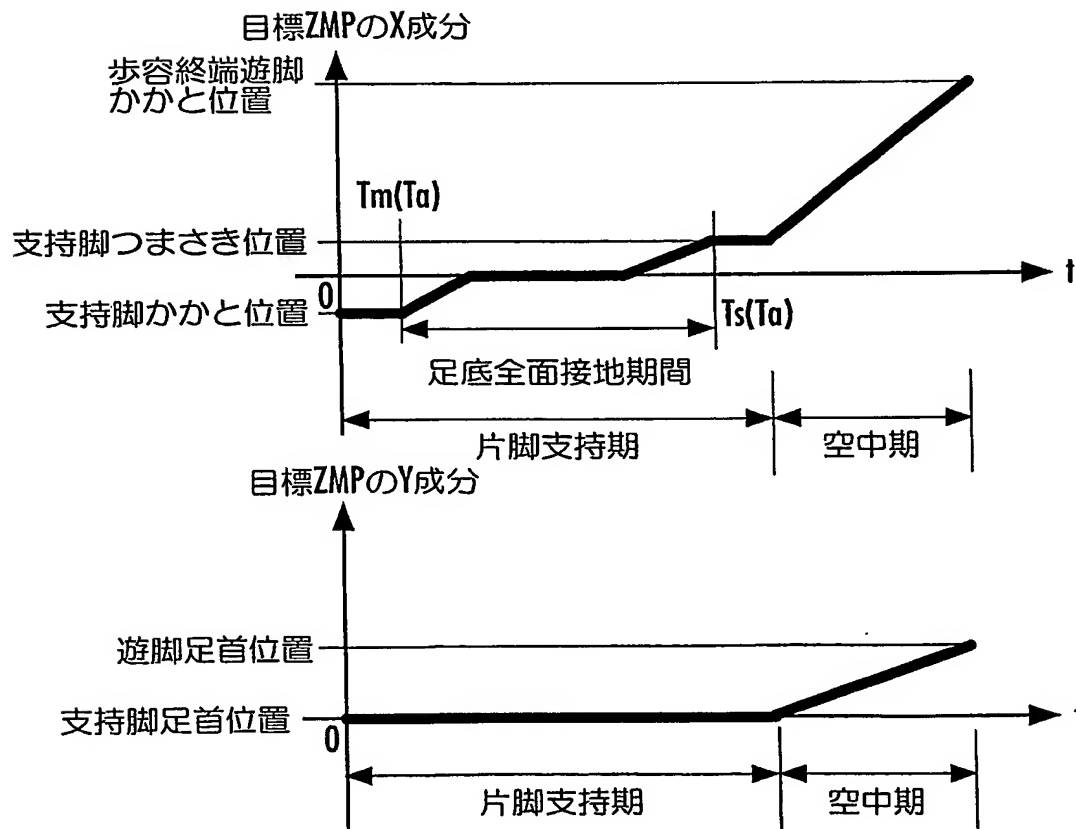 目標ZMPのX成分
歩容終端遊脚
かかと位置
Tm(Ta)
支持脚つまさき位置
t
0
支持脚かかと位置
Ts(Ta)
足底全面接地期間
片脚支持期
空中期
目標ZMPのY成分
遊脚足首位置
支持脚足首位置
0
片脚支持期
空中期